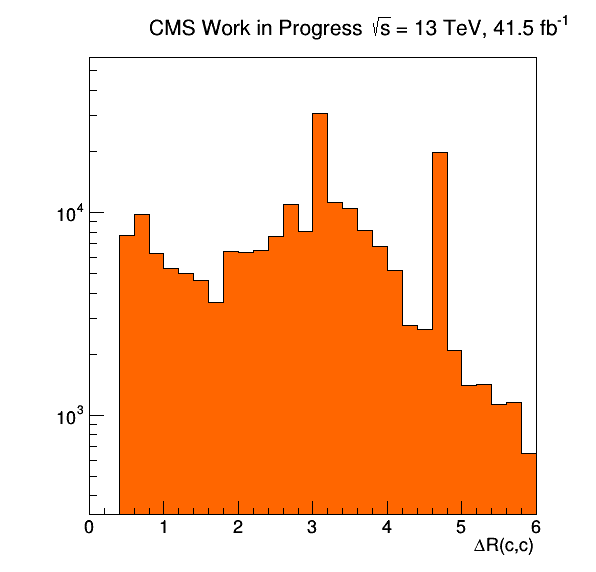 CMS Work in Progress √s = 13 TeV, 41.5 fb⁻¹
10⁴
10³
0 1 2 3 4 5 6
ΔR(c,c)